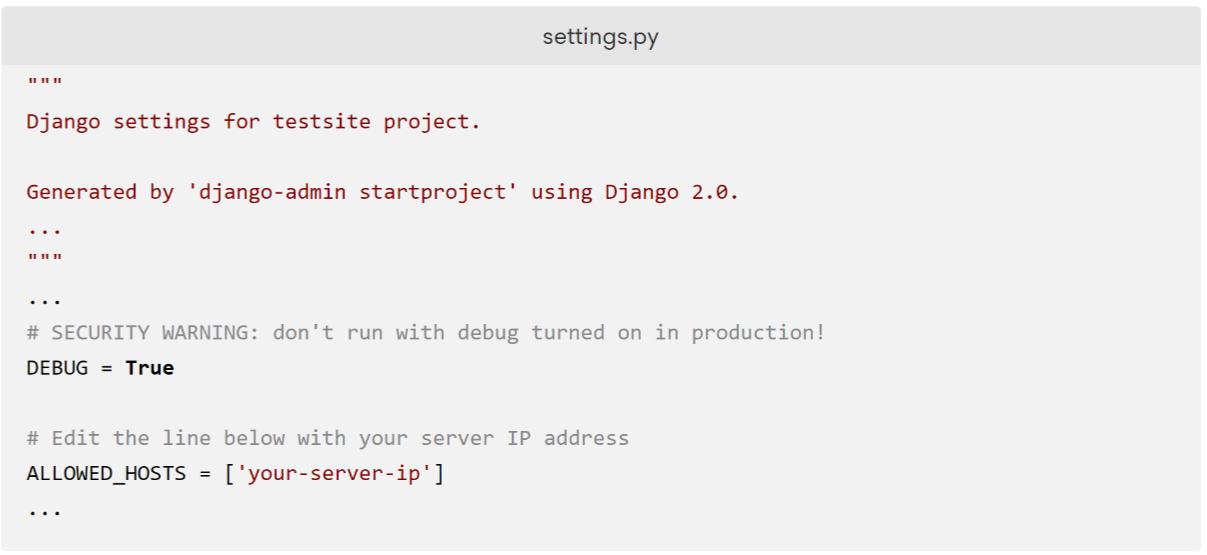 settings.py
"""
Django settings for testsite project.
Generated by 'django-admin startproject' using Django 2.0.
...
"""
...
# SECURITY WARNING: don't run with debug turned on in production!
DEBUG = True
# Edit the line below with your server IP address
ALLOWED_HOSTS = ['your-server-ip']
...